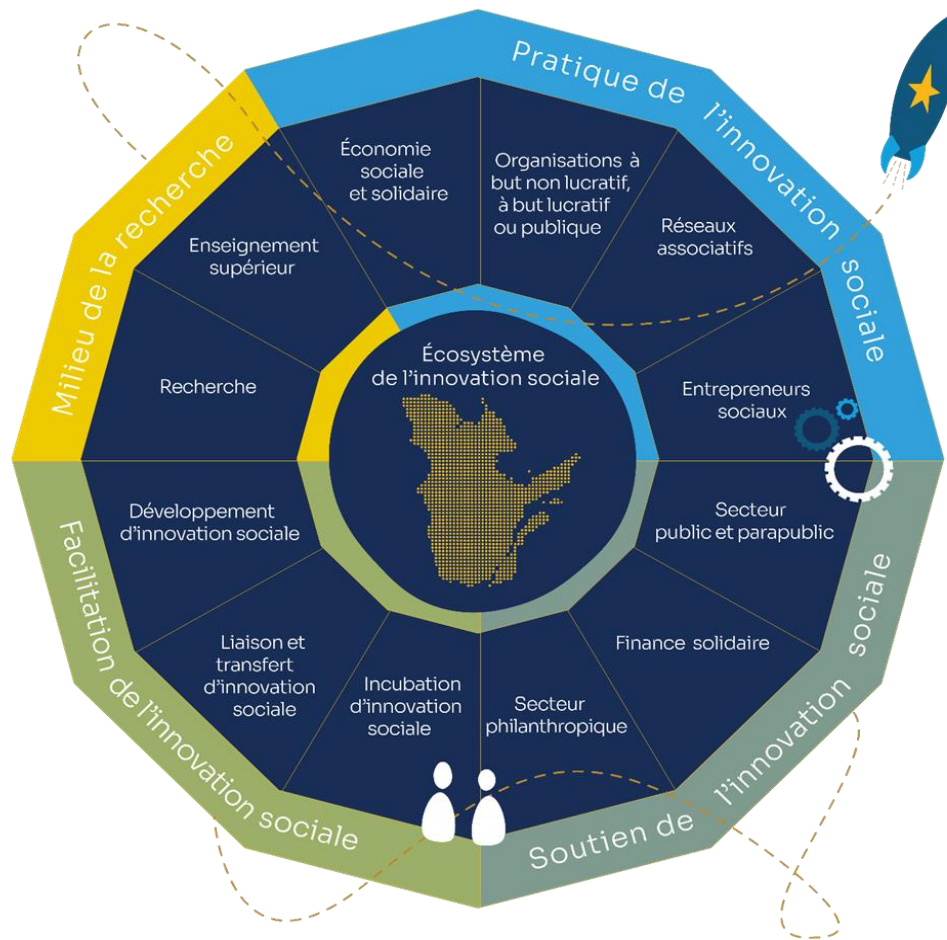 Pratique de l'innovation sociale
Milieu de la recherche
Facilitation de l'innovation sociale
Soutien de l'innovation sociale
Économie
sociale
et solidaire
Organisations à
but non lucratif,
à but lucratif
ou publique
Réseaux
associatifs
Entrepreneurs
sociaux
Secteur
public et parapublic
Finance solidaire
Secteur
philanthropique
Incubation
d'innovation
sociale
Liaison et
transfert
d'innovation
sociale
Développement
d'innovation sociale
Recherche
Enseignement
supérieur
Écosystème
de l'innovation sociale